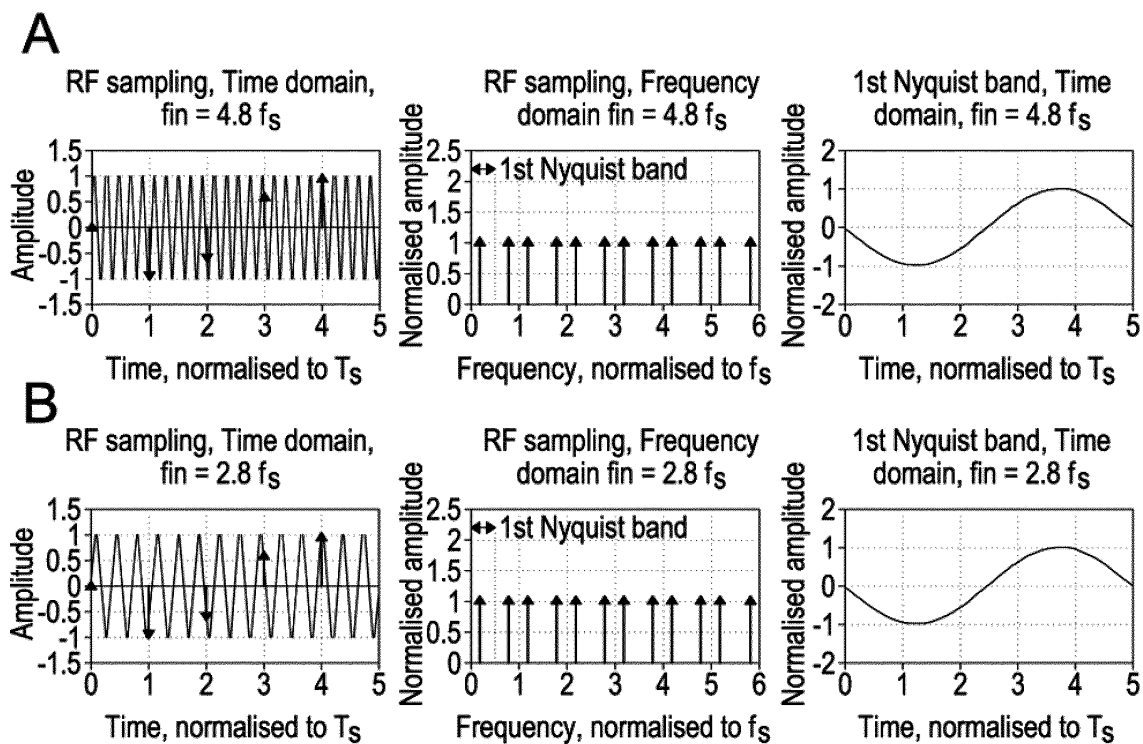 A
RF sampling, Time domain,
fin = 4.8 fS
Amplitude
1.5
1
0.5
0
-0.5
-1
-1.5
0 1 2 3 4 5
Time, normalised to TS
RF sampling, Frequency
domain fin = 4.8 fS
Normalised amplitude
2.5
2
1.5
1
0.5
0
1st Nyquist band
0 1 2 3 4 5 6
Frequency, normalised to fS
1st Nyquist band, Time
domain, fin = 4.8 fS
Normalised amplitude
2
1
0
-1
-2
0 1 2 3 4 5
Time, normalised to TS
B
RF sampling, Time domain,
fin = 2.8 fS
Amplitude
1.5
1
0.5
0
-0.5
-1
-1.5
0 1 2 3 4 5
Time, normalised to TS
RF sampling, Frequency
domain fin = 2.8 fS
Normalised amplitude
2.5
2
1.5
1
0.5
0
1st Nyquist band
0 1 2 3 4 5 6
Frequency, normalised to fS
1st Nyquist band, Time
domain, fin = 2.8 fS
Normalised amplitude
2
1
0
-1
-2
0 1 2 3 4 5
Time, normalised to TS